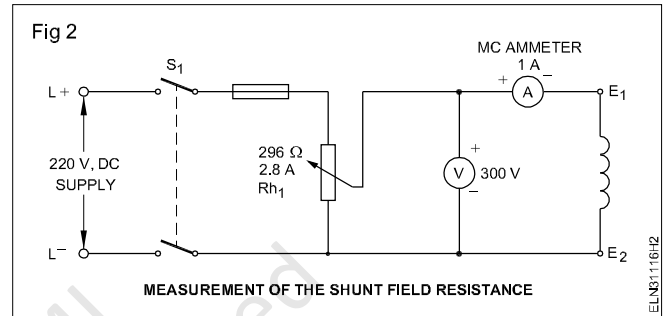 Fig 2
MC AMMETER
1 A
S1
L +
+ –
A
E1
220 V, DC
SUPPLY
296 Ω
2.8 A
Rh1
+
V
300 V
–
L–
E2
MEASUREMENT OF THE SHUNT FIELD RESISTANCE
ELN31116H2